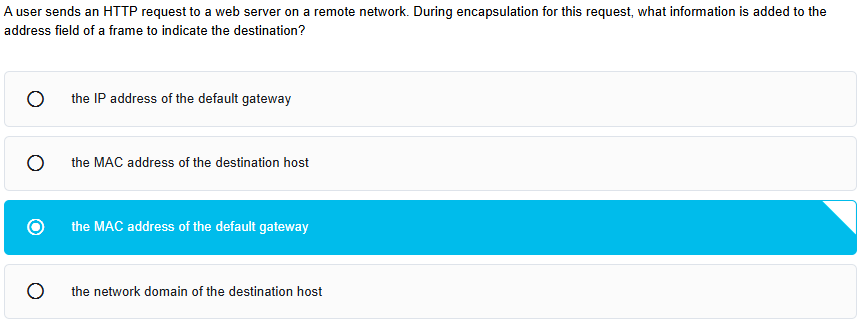 A user sends an HTTP request to a web server on a remote network. During encapsulation for this request, what information is added to the
address field of a frame to indicate the destination?
the IP address of the default gateway
the MAC address of the destination host
the MAC address of the default gateway
the network domain of the destination host